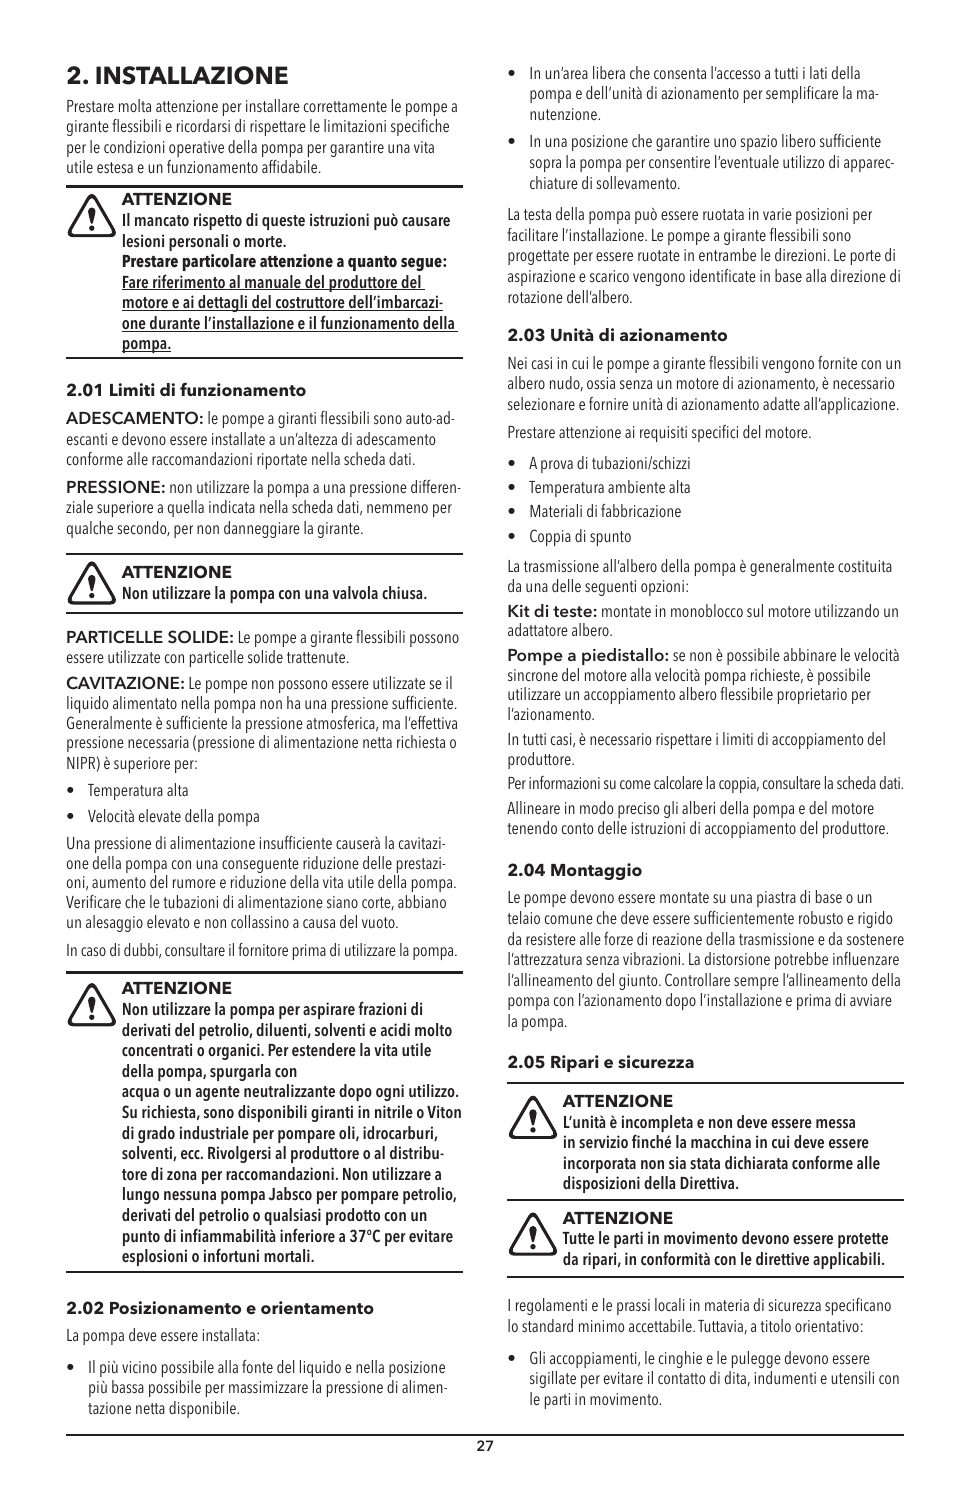 2. INSTALLAZIONE
Prestare molta attenzione per installare correttamente le pompe a
girante flessibili e ricordarsi di rispettare le limitazioni specifiche
per le condizioni operative della pompa per garantire una vita
utile estesa e un funzionamento affidabile.
ATTENZIONE
Il mancato rispetto di queste istruzioni può causare
lesioni personali o morte.
Prestare particolare attenzione a quanto segue:
Fare riferimento al manuale del produttore del
motore e ai dettagli del costruttore dell'imbarcazi-
one durante l'installazione e il funzionamento della
pompa.
2.01 Limiti di funzionamento
ADESCAMENTO: le pompe a giranti flessibili sono auto-ad-
escanti e devono essere installate a un'altezza di adescamento
conforme alle raccomandazioni riportate nella scheda dati.
PRESSIONE: non utilizzare la pompa a una pressione differen-
ziale superiore a quella indicata nella scheda dati, nemmeno per
qualche secondo, per non danneggiare la girante.
ATTENZIONE
Non utilizzare la pompa con una valvola chiusa.
PARTICELLE SOLIDE: Le pompe a girante flessibili possono
essere utilizzate con particelle solide trattenute.
CAVITAZIONE: Le pompe non possono essere utilizzate se il
liquido alimentato nella pompa non ha una pressione sufficiente.
Generalmente è sufficiente la pressione atmosferica, ma l'effettiva
pressione necessaria (pressione di alimentazione netta richiesta o
NIPR) è superiore per:
• Temperatura alta
• Velocità elevate della pompa
Una pressione di alimentazione insufficiente causerà la cavitazi-
one della pompa con una conseguente riduzione delle prestazi-
oni, aumento del rumore e riduzione della vita utile della pompa.
Verificare che le tubazioni di alimentazione siano corte, abbiano
un alesaggio elevato e non collassino a causa del vuoto.
In caso di dubbi, consultare il fornitore prima di utilizzare la pompa.
ATTENZIONE
Non utilizzare la pompa per aspirare frazioni di
derivati del petrolio, diluenti, solventi e acidi molto
concentrati o organici. Per estendere la vita utile
della pompa, spurgarla con
acqua o un agente neutralizzante dopo ogni utilizzo.
Su richiesta, sono disponibili giranti in nitrile o Viton
di grado industriale per pompare oli, idrocarburi,
solventi, ecc. Rivolgersi al produttore o al distribu-
tore di zona per raccomandazioni. Non utilizzare a
lungo nessuna pompa Jabsco per pompare petrolio,
derivati del petrolio o qualsiasi prodotto con un
punto di infiammabilità inferiore a 37°C per evitare
esplosioni o infortuni mortali.
2.02 Posizionamento e orientamento
La pompa deve essere installata:
• Il più vicino possibile alla fonte del liquido e nella posizione
più bassa possibile per massimizzare la pressione di alimen-
tazione netta disponibile.
• In un'area libera che consenta l'accesso a tutti i lati della
pompa e dell'unità di azionamento per semplificare la ma-
nutenzione.
• In una posizione che garantire uno spazio libero sufficiente
sopra la pompa per consentire l'eventuale utilizzo di apparec-
chiature di sollevamento.
La testa della pompa può essere ruotata in varie posizioni per
facilitare l'installazione. Le pompe a girante flessibili sono
progettate per essere ruotate in entrambe le direzioni. Le porte di
aspirazione e scarico vengono identificate in base alla direzione di
rotazione dell'albero.
2.03 Unità di azionamento
Nei casi in cui le pompe a girante flessibili vengono fornite con un
albero nudo, ossia senza un motore di azionamento, è necessario
selezionare e fornire unità di azionamento adatte all'applicazione.
Prestare attenzione ai requisiti specifici del motore.
• A prova di tubazioni/schizzi
• Temperatura ambiente alta
• Materiali di fabbricazione
• Coppia di spunto
La trasmissione all'albero della pompa è generalmente costituita
da una delle seguenti opzioni:
Kit di teste: montate in monoblocco sul motore utilizzando un
adattatore albero.
Pompe a piedistallo: se non è possibile abbinare le velocità
sincrone del motore alla velocità pompa richieste, è possibile
utilizzare un accoppiamento albero flessibile proprietario per
l'azionamento.
In tutti casi, è necessario rispettare i limiti di accoppiamento del
produttore.
Per informazioni su come calcolare la coppia, consultare la scheda dati.
Allineare in modo preciso gli alberi della pompa e del motore
tenendo conto delle istruzioni di accoppiamento del produttore.
2.04 Montaggio
Le pompe devono essere montate su una piastra di base o un
telaio comune che deve essere sufficientemente robusto e rigido
da resistere alle forze di reazione della trasmissione e da sostenere
l'attrezzatura senza vibrazioni. La distorsione potrebbe influenzare
l'allineamento del giunto. Controllare sempre l'allineamento della
pompa con l'azionamento dopo l'installazione e prima di avviare
la pompa.
2.05 Ripari e sicurezza
ATTENZIONE
L'unità è incompleta e non deve essere messa
in servizio finché la macchina in cui deve essere
incorporata non sia stata dichiarata conforme alle
disposizioni della Direttiva.
ATTENZIONE
Tutte le parti in movimento devono essere protette
da ripari, in conformità con le direttive applicabili.
I regolamenti e le prassi locali in materia di sicurezza specificano
lo standard minimo accettabile. Tuttavia, a titolo orientativo:
• Gli accoppiamenti, le cinghie e le pulegge devono essere
sigillate per evitare il contatto di dita, indumenti e utensili con
le parti in movimento.
27